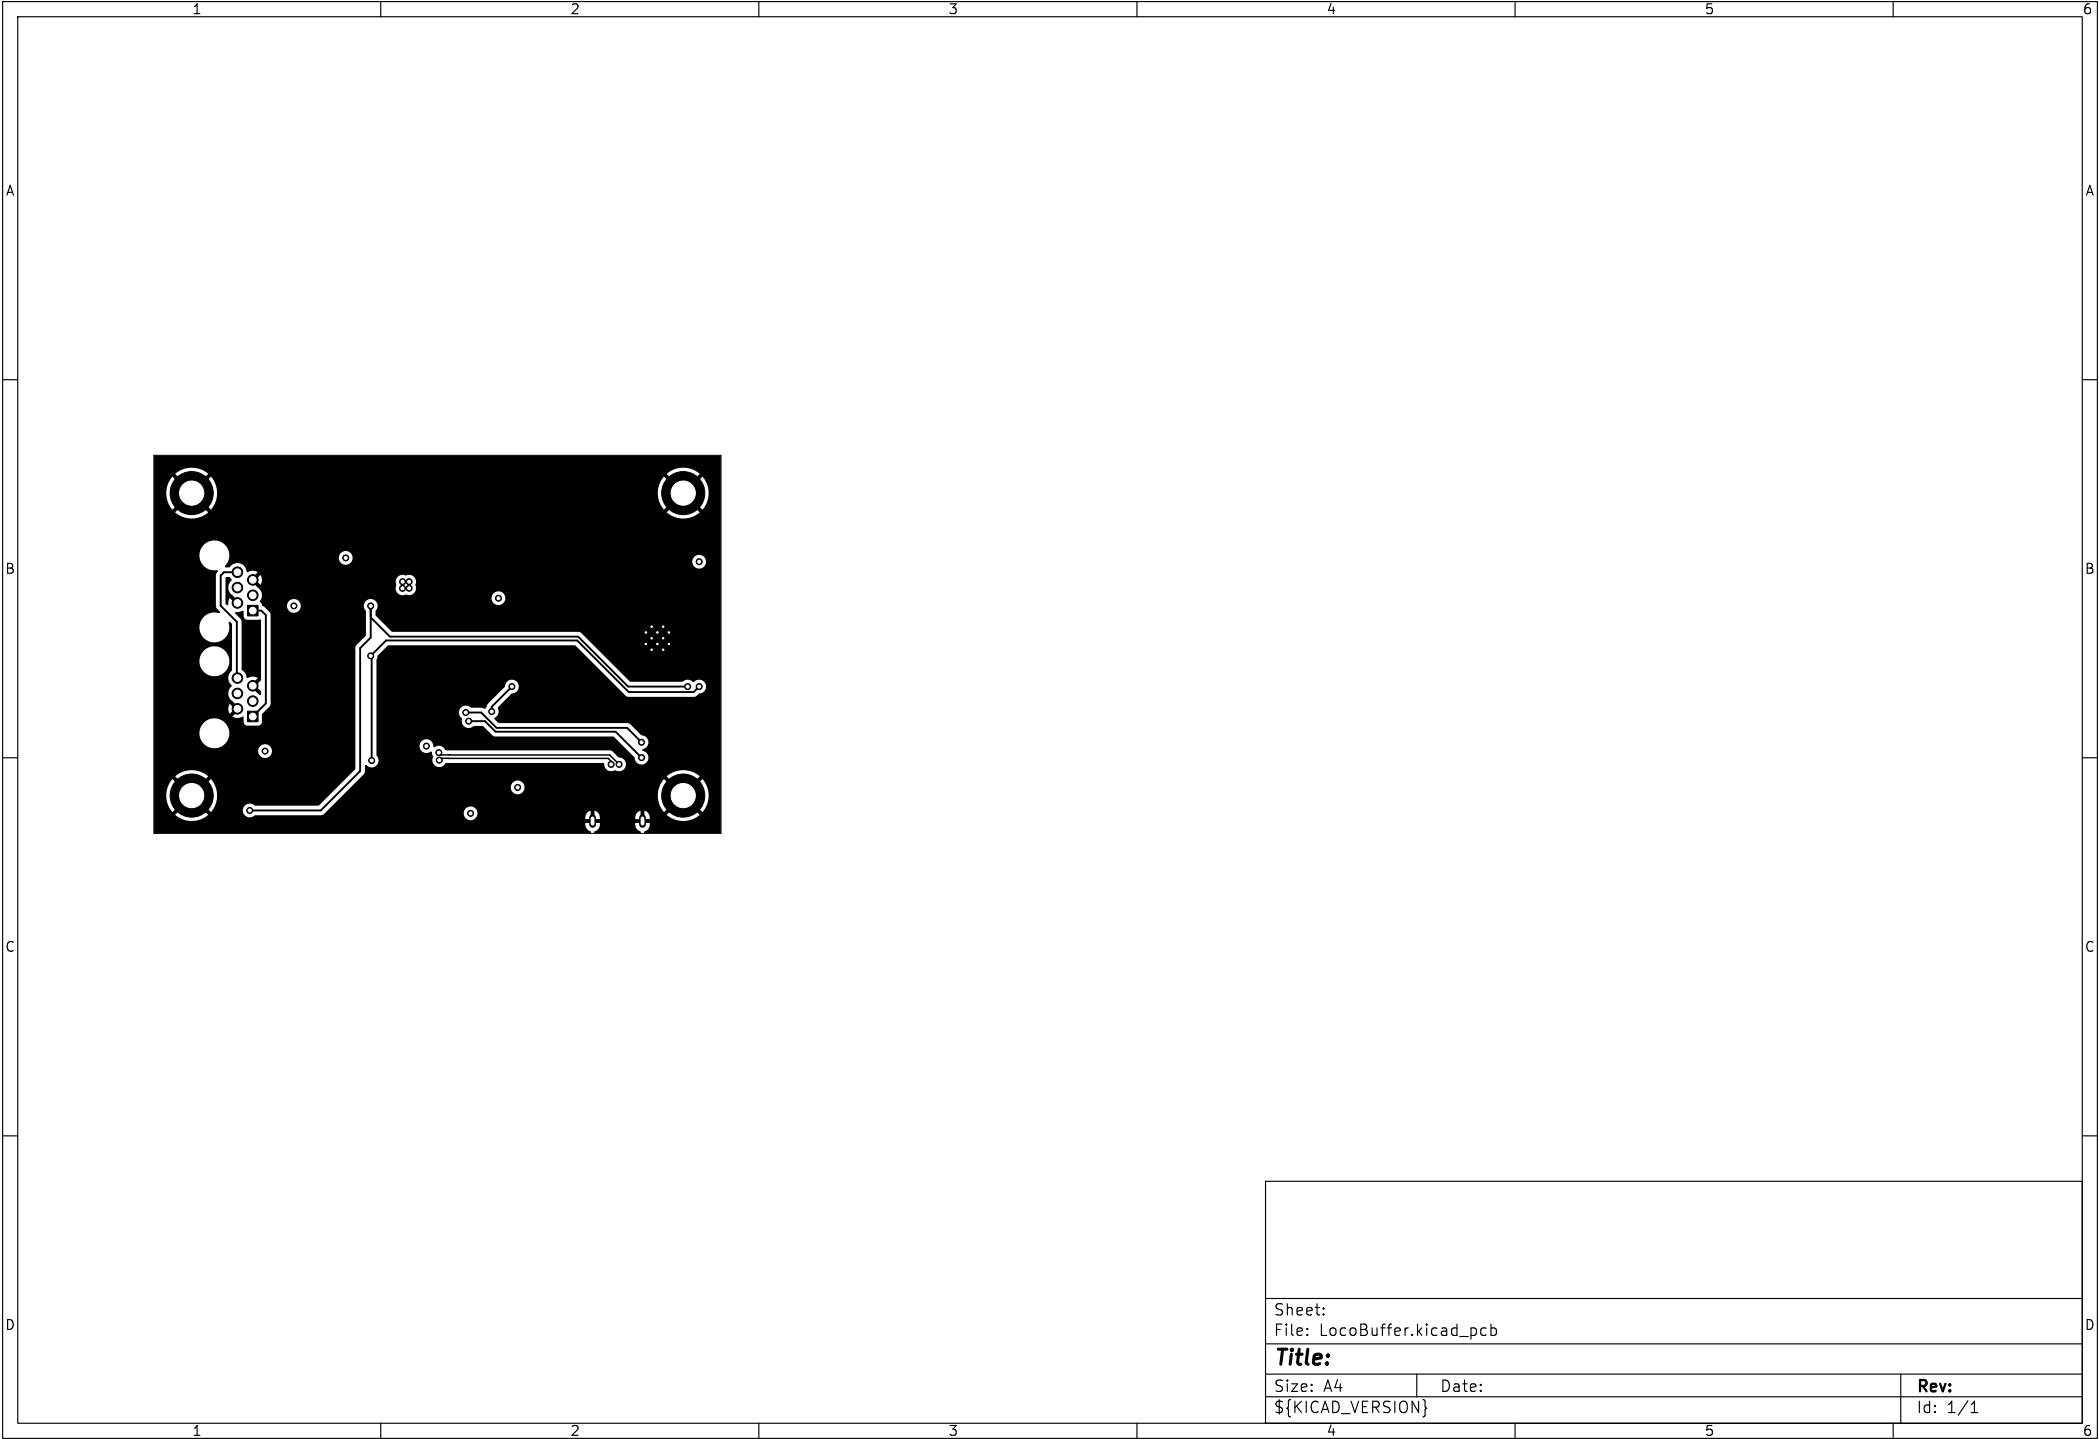 1 2 3 4 5 6
A A
B B
C C
Sheet:
File: LocoBuffer.kicad_pcb
D D
Title:
Size: A4 Date: Rev:
${KICAD_VERSION} Id: 1/1
1 2 3 4 5 6